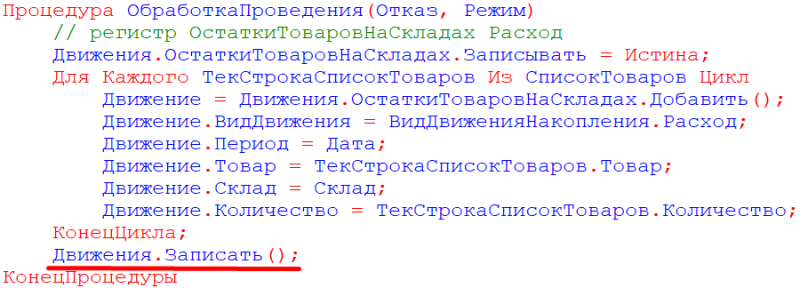 Процедура ОбработкаПроведения(Отказ, Режим)
// регистр ОстаткиТоваровНаСкладах Расход
Движения.ОстаткиТоваровНаСкладах.Записывать = Истина;
Для Каждого ТекСтрокаСписокТоваров Из СписокТоваров Цикл
Движение = Движения.ОстаткиТоваровНаСкладах.Добавить();
Движение.ВидДвижения = ВидДвиженияНакопления.Расход;
Движение.Период = Дата;
Движение.Товар = ТекСтрокаСписокТоваров.Товар;
Движение.Склад = Склад;
Движение.Количество = ТекСтрокаСписокТоваров.Количество;
КонецЦикла;
Движения.Записать();
КонецПроцедуры